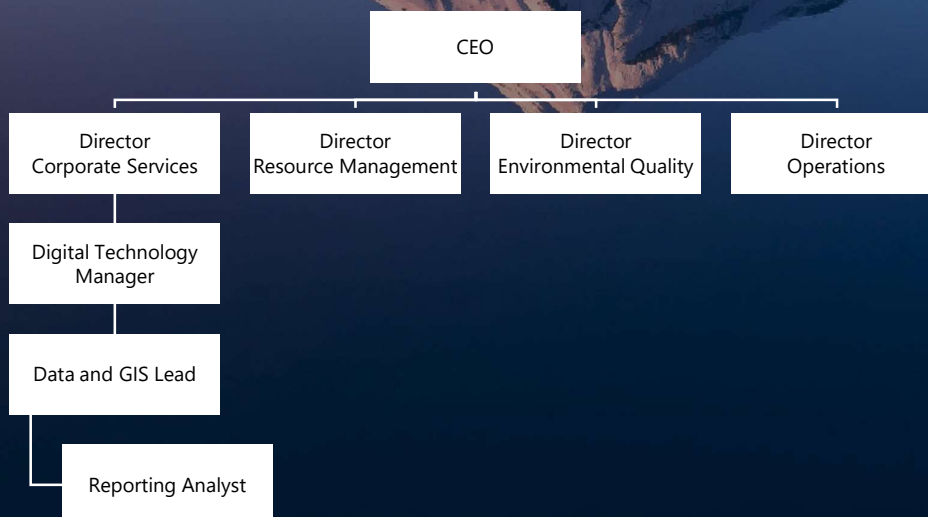 CEO
Director
Corporate Services
Director
Resource Management
Director
Environmental Quality
Director
Operations
Digital Technology
Manager
Data and GIS Lead
Reporting Analyst